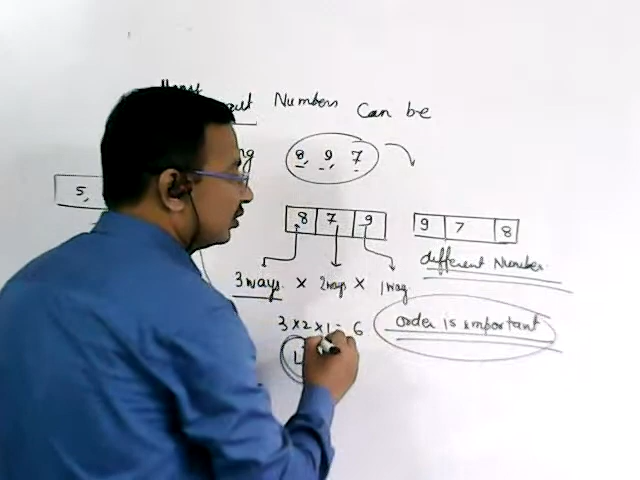 Numbers can be
8, 9, 7
5,
8 7 9
9 7 8
different Number
3 ways × 2 ways × 1 way
3 × 2 × 1 = 6
order is important